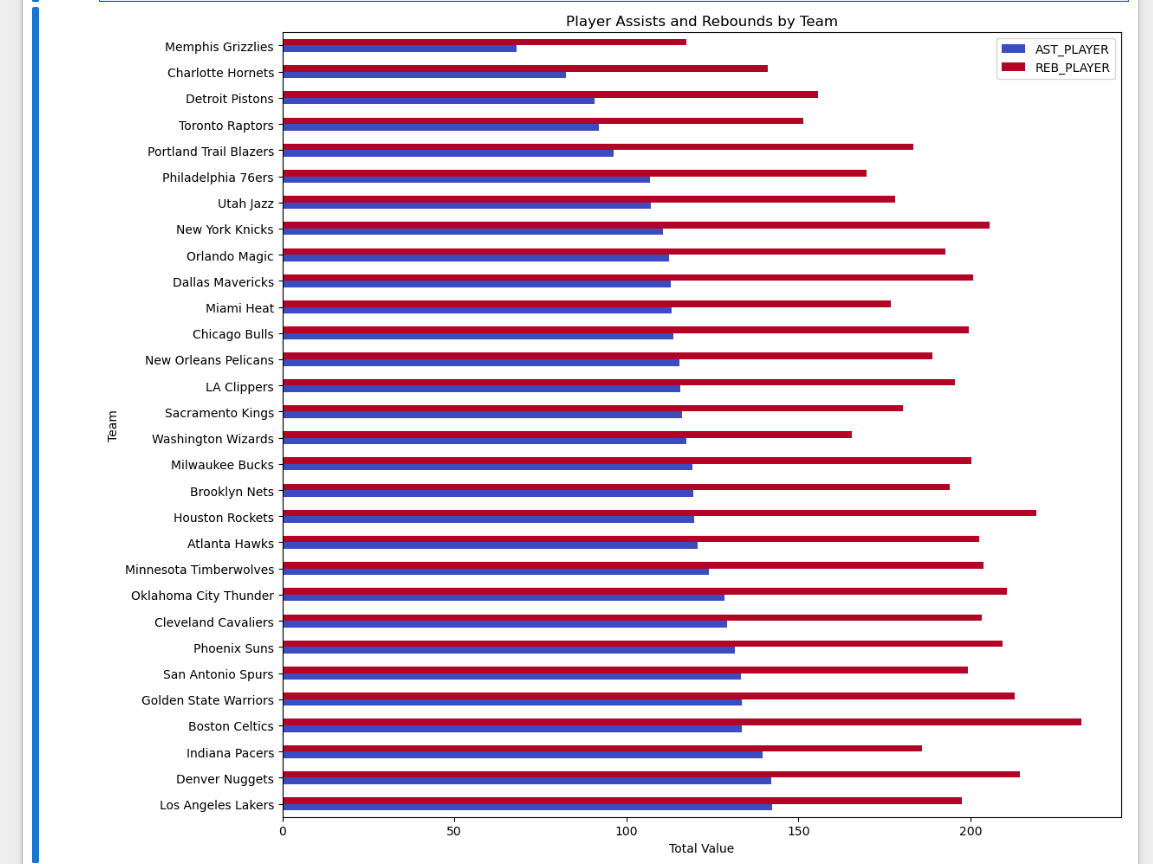 Player Assists and Rebounds by Team
AST_PLAYER
REB_PLAYER
Memphis Grizzlies
Charlotte Hornets
Detroit Pistons
Toronto Raptors
Portland Trail Blazers
Philadelphia 76ers
Utah Jazz
New York Knicks
Orlando Magic
Dallas Mavericks
Miami Heat
Chicago Bulls
New Orleans Pelicans
LA Clippers
Sacramento Kings
Washington Wizards
Milwaukee Bucks
Brooklyn Nets
Houston Rockets
Atlanta Hawks
Minnesota Timberwolves
Oklahoma City Thunder
Cleveland Cavaliers
Phoenix Suns
San Antonio Spurs
Golden State Warriors
Boston Celtics
Indiana Pacers
Denver Nuggets
Los Angeles Lakers
Team
0 50 100 150 200
Total Value